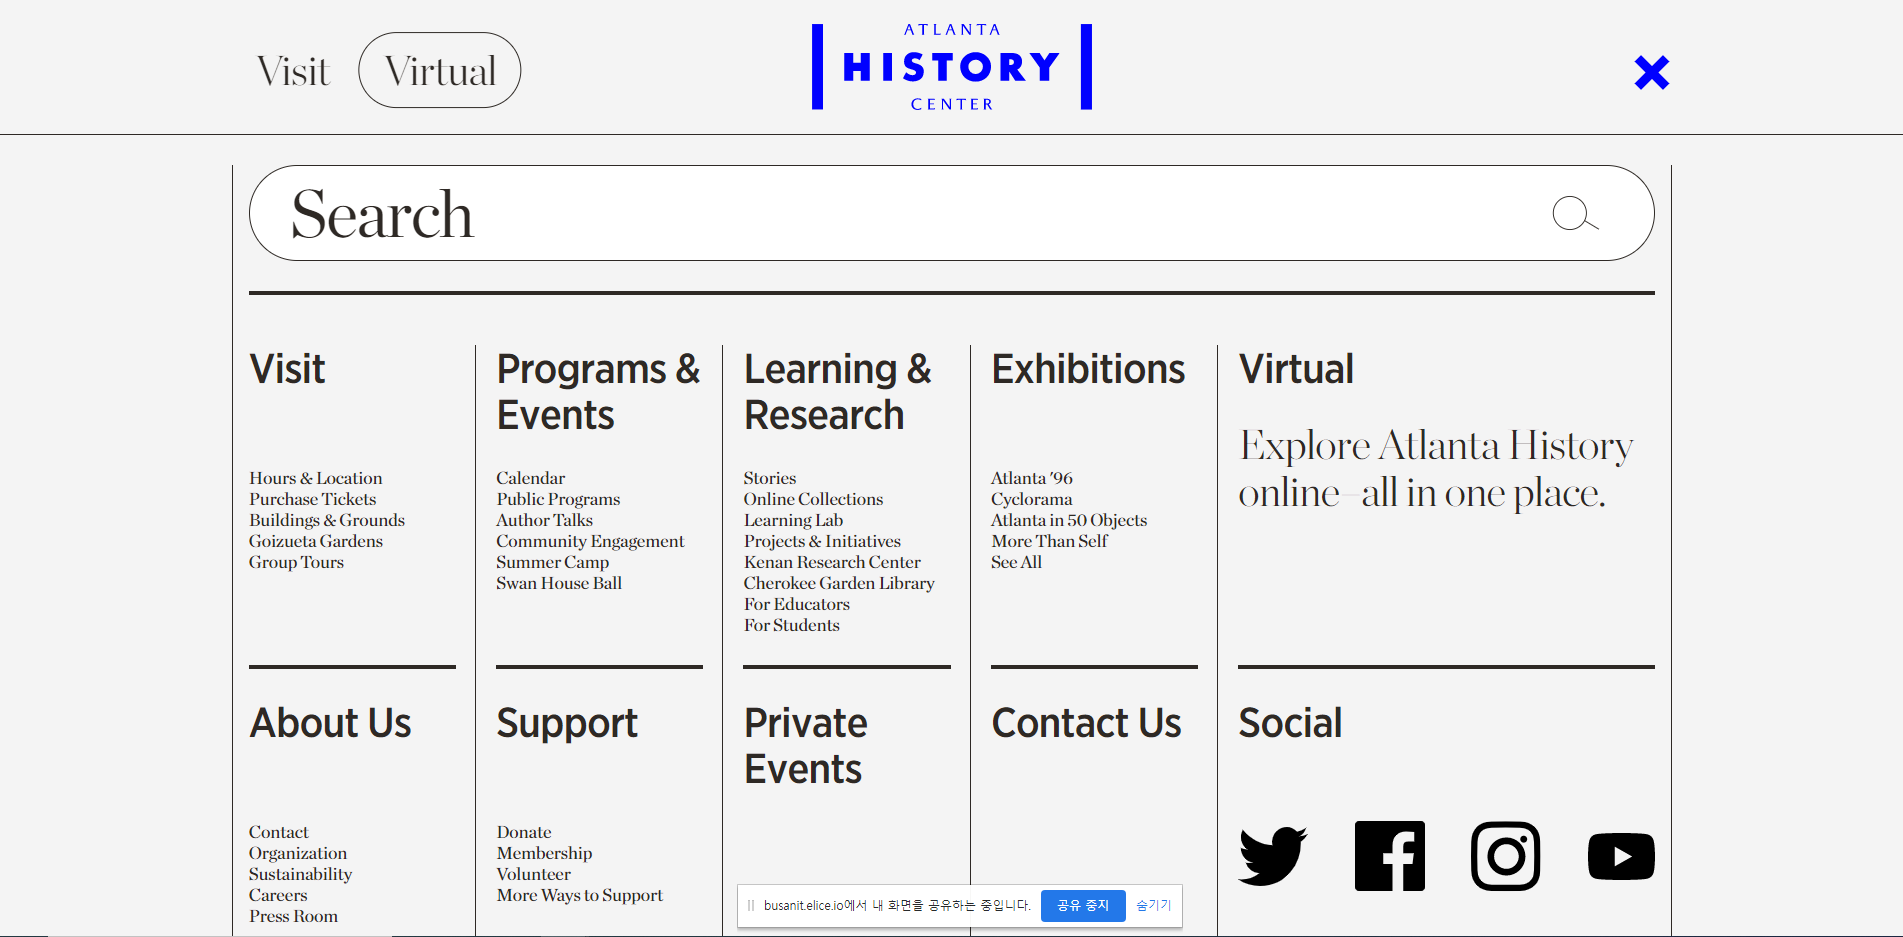 Visit
Virtual
ATLANTA
HISTORY
CENTER
Search
Visit
Hours & Location
Purchase Tickets
Buildings & Grounds
Goizueta Gardens
Group Tours
Programs &
Events
Calendar
Public Programs
Author Talks
Community Engagement
Summer Camp
Swan House Ball
Learning &
Research
Stories
Online Collections
Learning Lab
Projects & Initiatives
Kenan Research Center
Cherokee Garden Library
For Educators
For Students
Exhibitions
Atlanta ’96
Cyclorama
Atlanta in 50 Objects
More Than Self
See All
Virtual
Explore Atlanta History
online—all in one place.
About Us
Contact
Organization
Sustainability
Careers
Press Room
Support
Donate
Membership
Volunteer
More Ways to Support
Private
Events
Contact Us
Social
busanit.elice.io에서 내 화면을 공유하는 중입니다.
공유 중지
숨기기